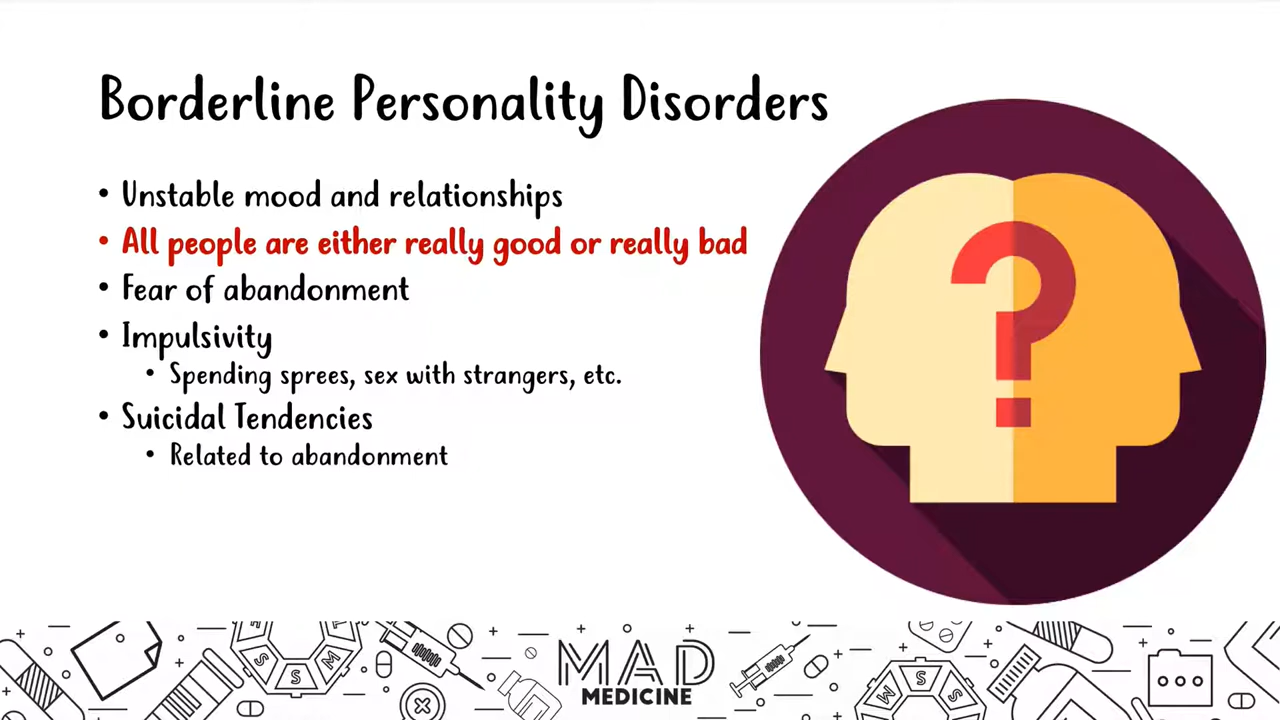 Borderline Personality Disorders
• Unstable mood and relationships
• All people are either really good or really bad
• Fear of abandonment
• Impulsivity
• Spending sprees, sex with strangers, etc.
• Suicidal Tendencies
• Related to abandonment
?
S S M
MAD
MEDICINE
M S S